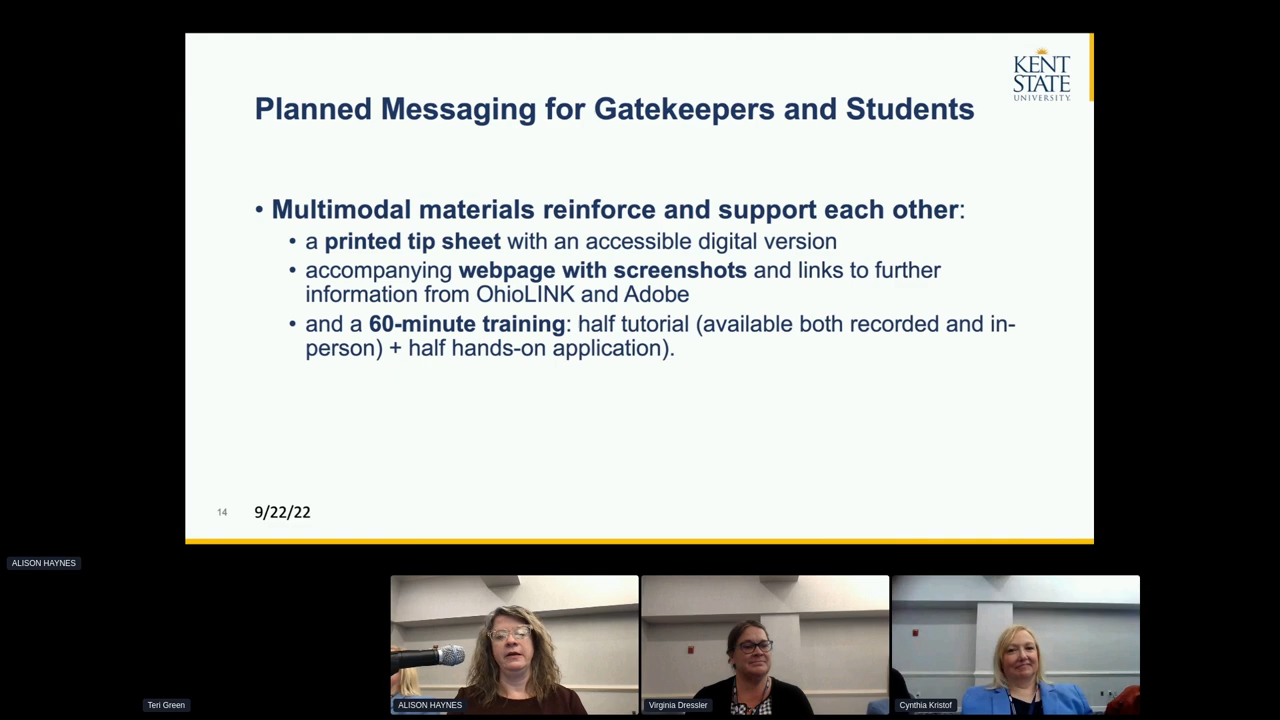 KENT
STATE
UNIVERSITY
Planned Messaging for Gatekeepers and Students
• Multimodal materials reinforce and support each other:
• a printed tip sheet with an accessible digital version
• accompanying webpage with screenshots and links to further
information from OhioLINK and Adobe
• and a 60-minute training: half tutorial (available both recorded and in-
person) + half hands-on application).
14 9/22/22
ALISON HAYNES
Teri Green
ALISON HAYNES
Virginia Dressler
Cynthia Kristof